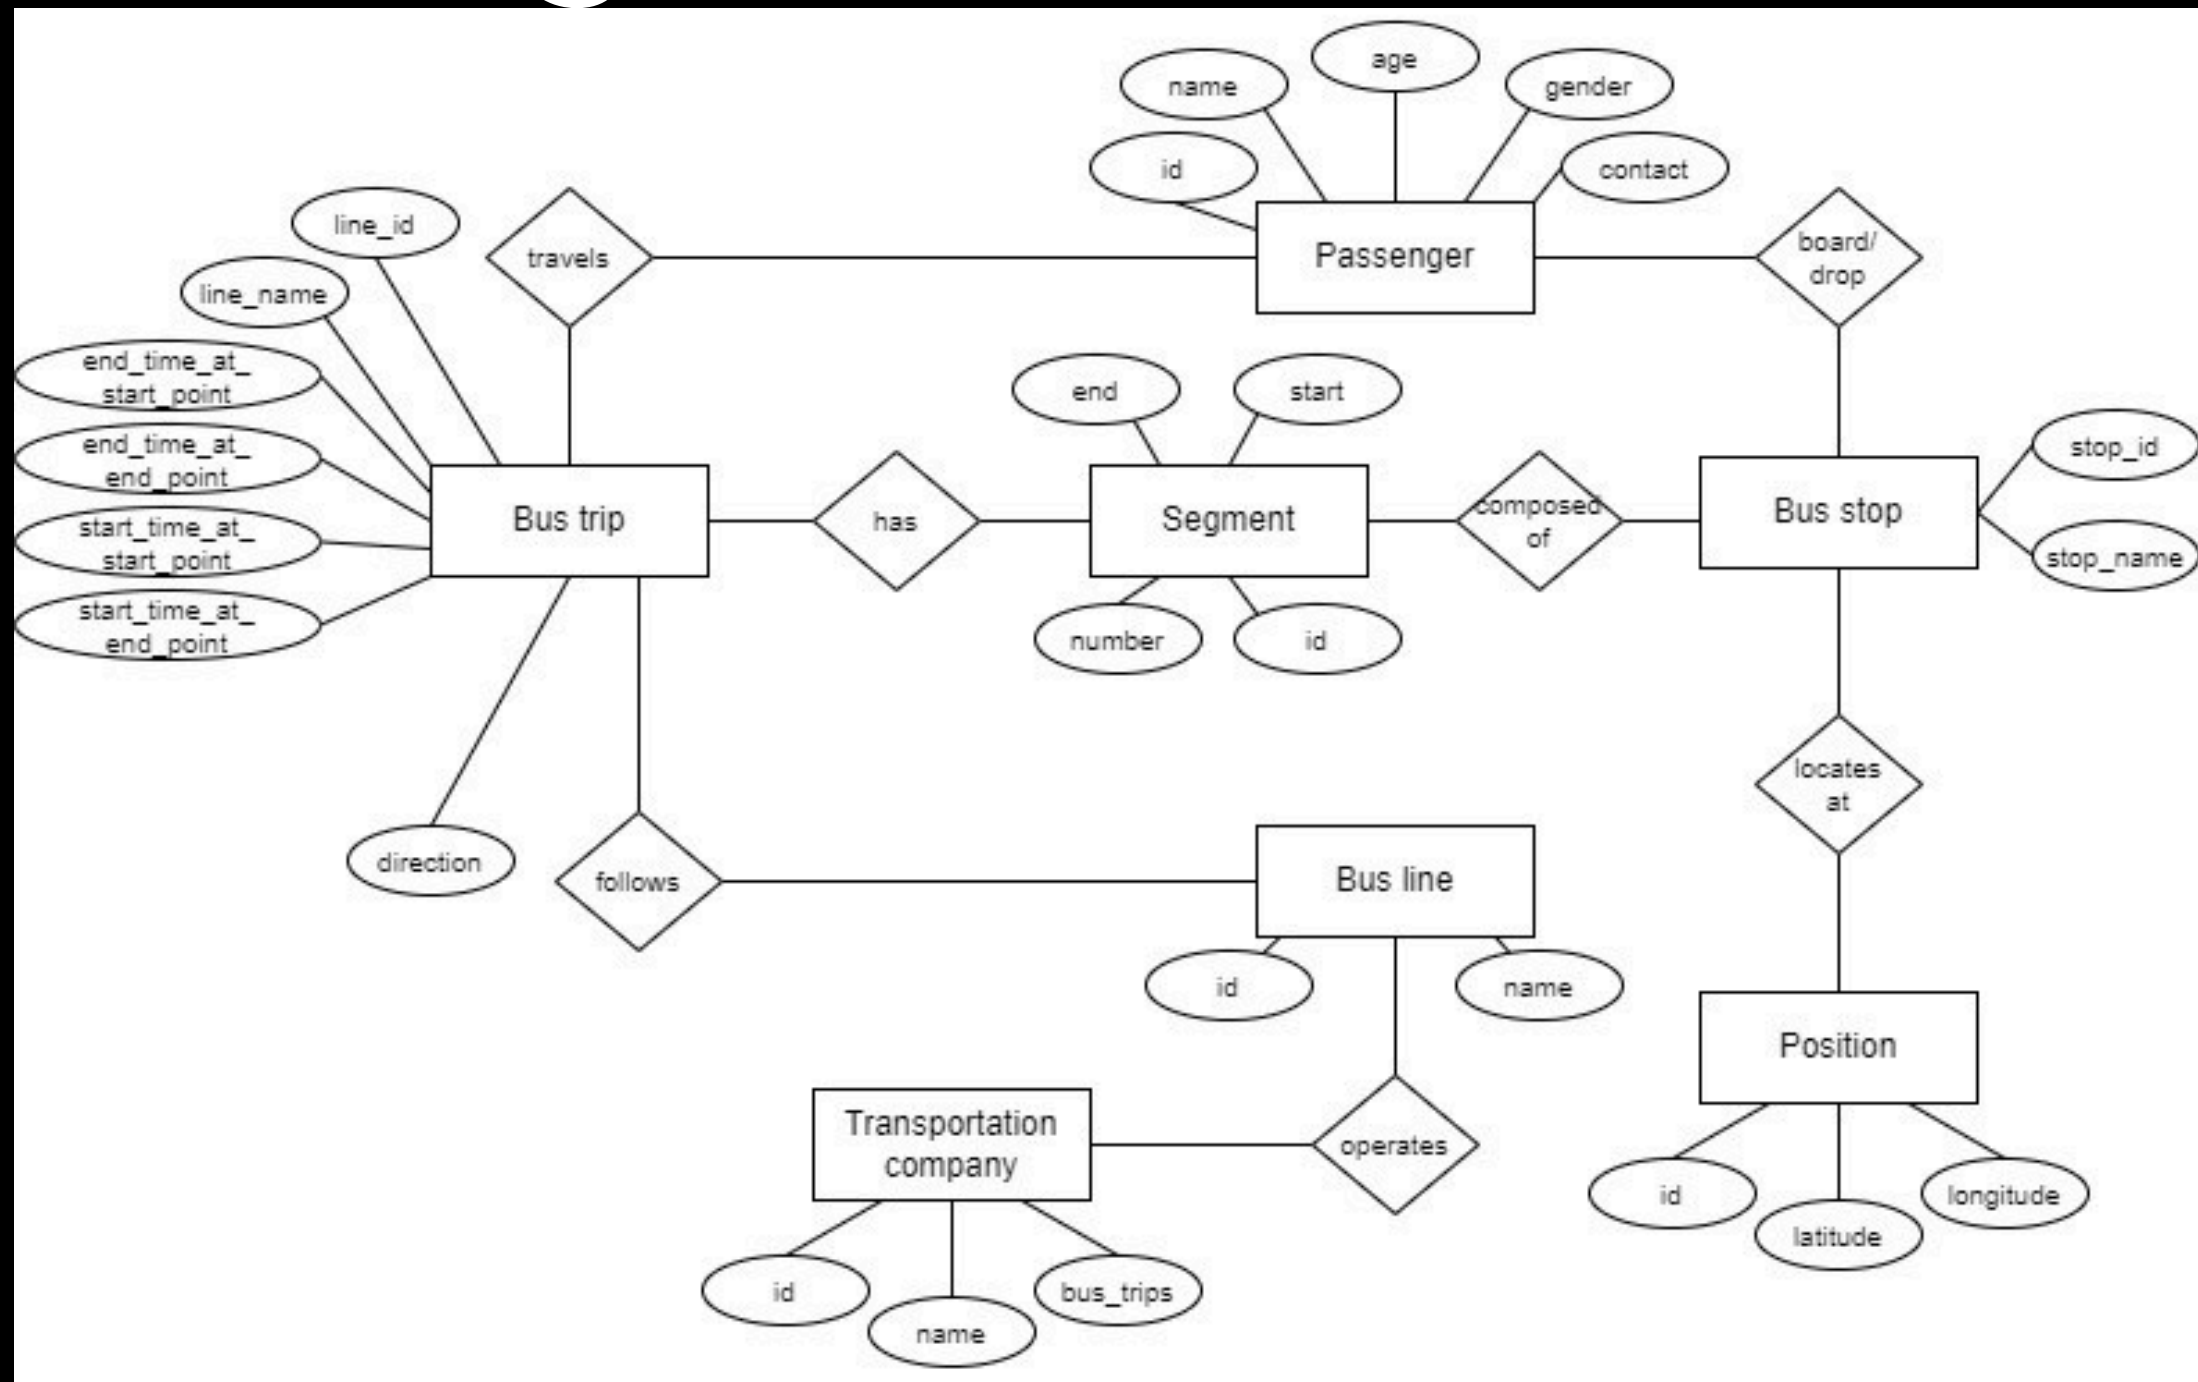 age
name
gender
id
contact
line_id
travels
Passenger
board/
drop
line_name
end_time_at_
start_point
end
start
end_time_at_
end_point
stop_id
Bus trip
has
Segment
composed
of
Bus stop
start_time_at_
start_point
stop_name
start_time_at_
end_point
number
id
locates
at
direction
follows
Bus line
id
name
Position
Transportation
company
operates
id
latitude
longitude
id
name
bus_trips